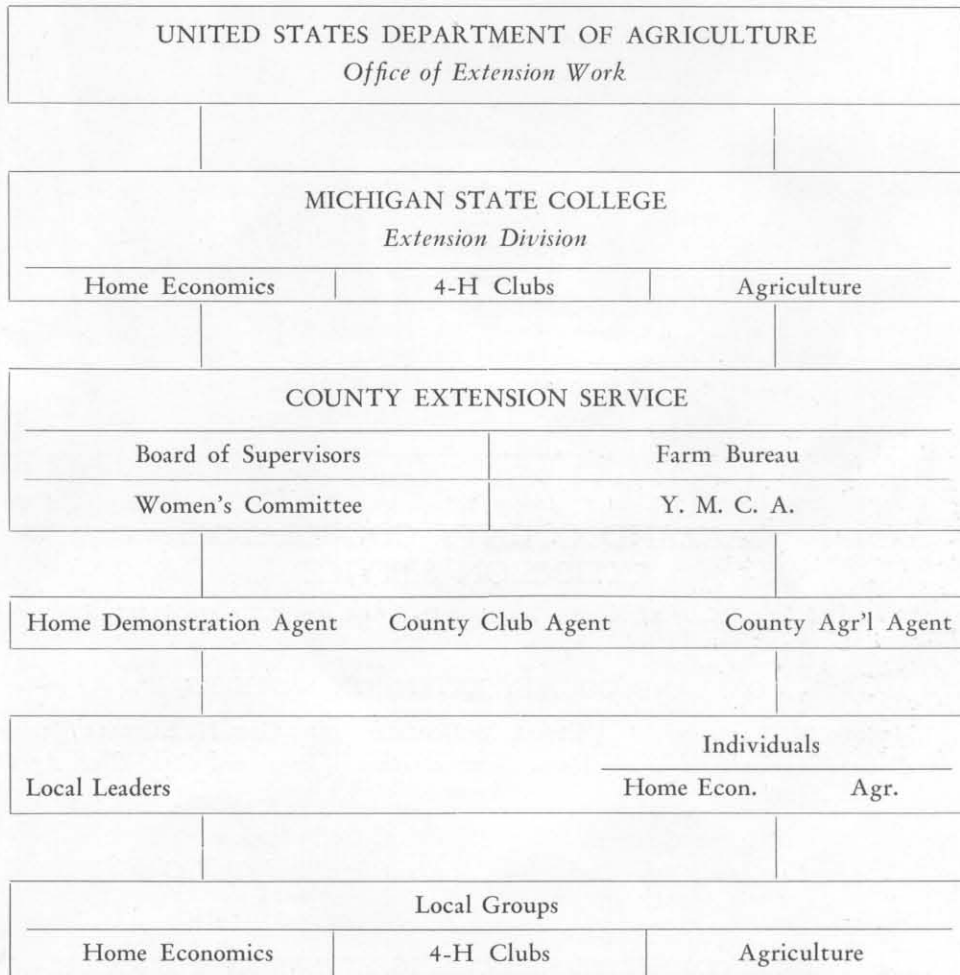 UNITED STATES DEPARTMENT OF AGRICULTURE
Office of Extension Work
MICHIGAN STATE COLLEGE
Extension Division
Home Economics 4-H Clubs Agriculture
COUNTY EXTENSION SERVICE
Board of Supervisors Farm Bureau
Women's Committee Y. M. C. A.
Home Demonstration Agent County Club Agent County Agr'l Agent
Individuals
Local Leaders Home Econ. Agr.
Local Groups
Home Economics 4-H Clubs Agriculture